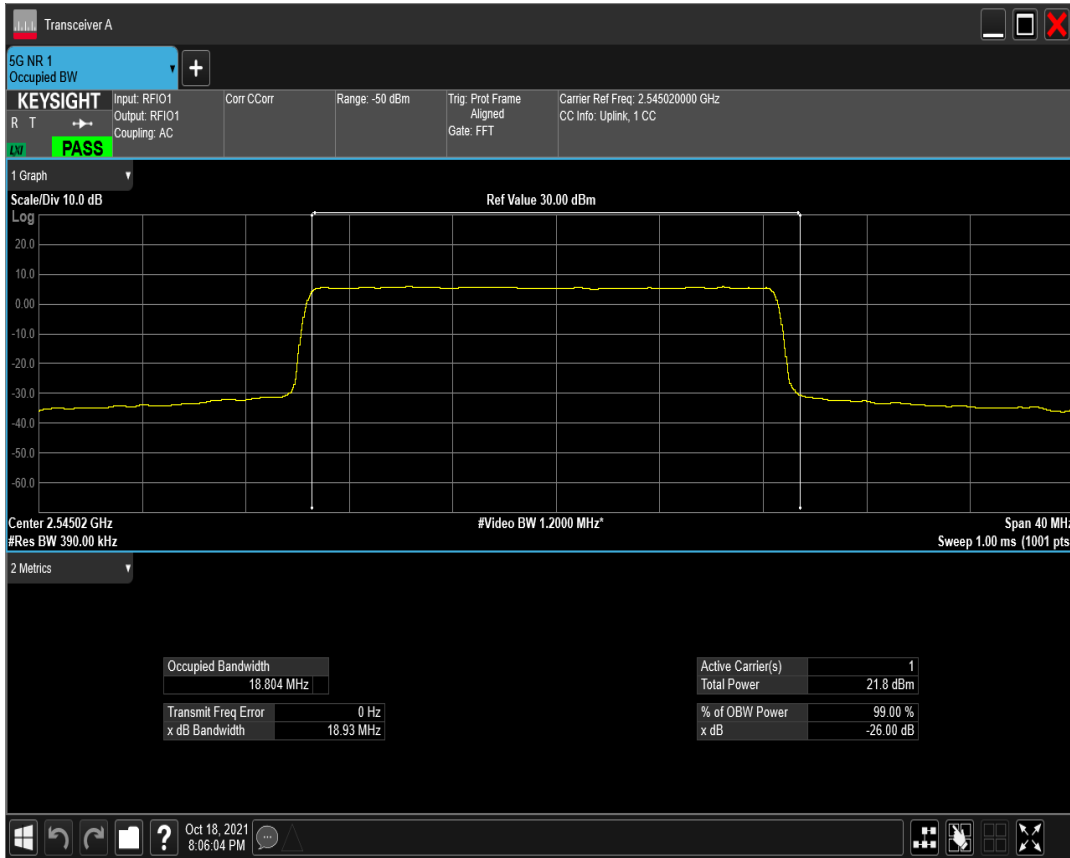 Transceiver A
5G NR 1
Occupied BW
KEYSIGHT
R T
LXI
PASS
Input: RFIO1
Output: RFIO1
Coupling: AC
Corr CCorr
Range: -50 dBm
Trig: Prot Frame
Aligned
Gate: FFT
Carrier Ref Freq: 2.545020000 GHz
CC Info: Uplink, 1 CC
1 Graph
Scale/Div 10.0 dB
Ref Value 30.00 dBm
Log
20.0
10.0
0.00
-10.0
-20.0
-30.0
-40.0
-50.0
-60.0
Center 2.54502 GHz
#Video BW 1.2000 MHz*
Span 40 MHz
#Res BW 390.00 kHz
Sweep 1.00 ms (1001 pts
2 Metrics
Occupied Bandwidth
18.804 MHz
Transmit Freq Error 0 Hz
x dB Bandwidth 18.93 MHz
Active Carrier(s) 1
Total Power 21.8 dBm
% of OBW Power 99.00 %
x dB -26.00 dB
?
Oct 18, 2021
8:06:04 PM